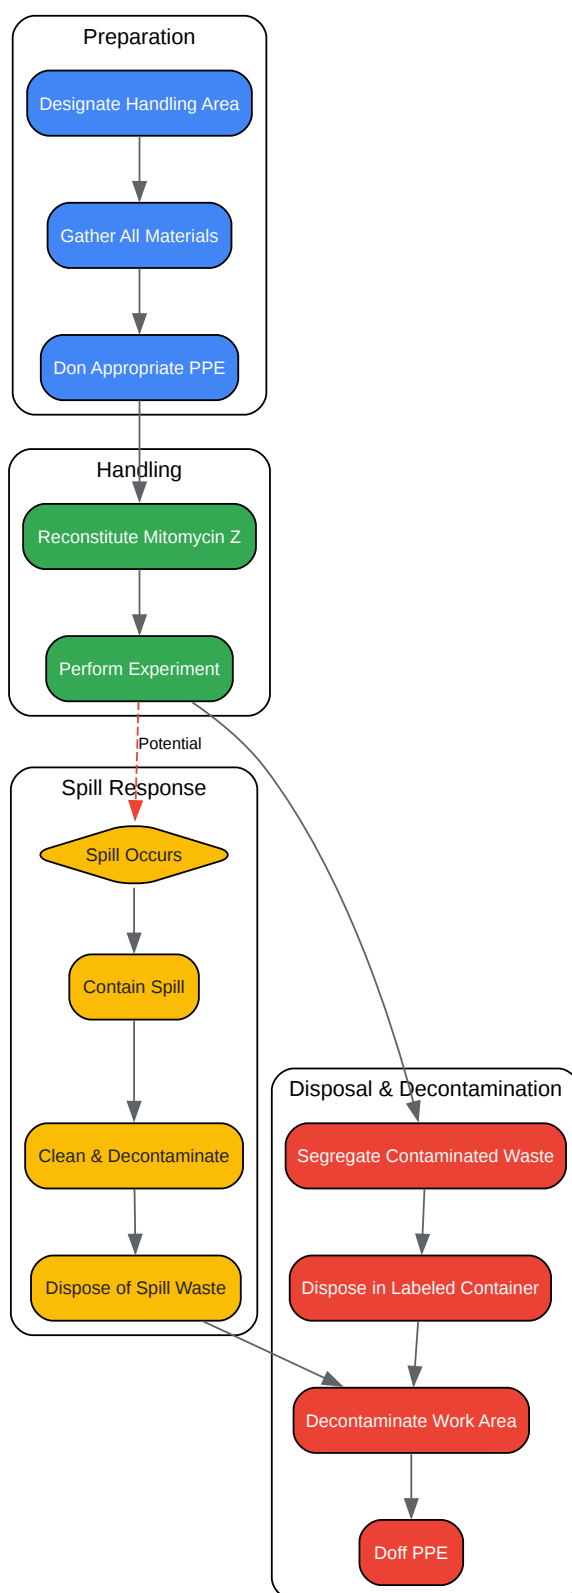 Preparation
Designate Handling Area
Gather All Materials
Don Appropriate PPE
Handling
Reconstitute Mitomycin Z
Perform Experiment
Potential
Spill Response
Spill Occurs
Contain Spill
Clean & Decontaminate
Dispose of Spill Waste
Disposal & Decontamination
Segregate Contaminated Waste
Dispose in Labeled Container
Decontaminate Work Area
Doff PPE